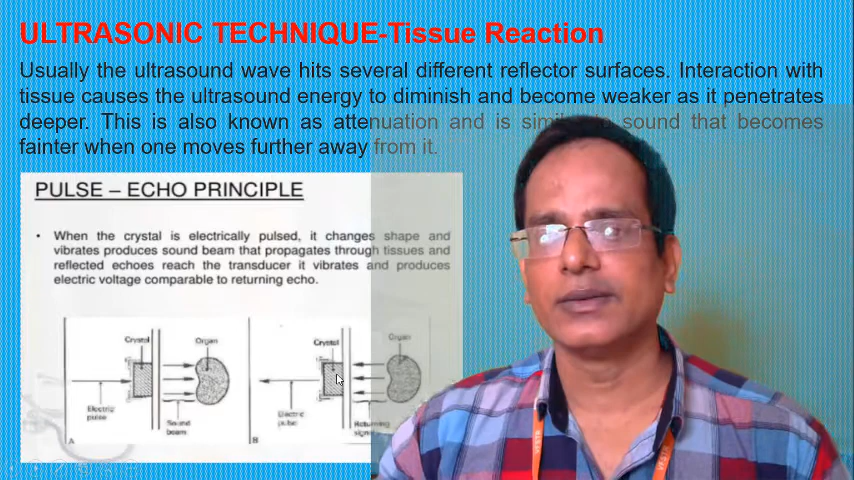 ULTRASONIC TECHNIQUE-Tissue Reaction
Usually the ultrasound wave hits several different reflector surfaces. Interaction with
tissue causes the ultrasound energy to diminish and become weaker as it penetrates
deeper. This is also known as attenuation and is similar to sound that becomes
fainter when one moves further away from it.
PULSE – ECHO PRINCIPLE
• When the crystal is electrically pulsed, it changes shape and
vibrates produces sound beam that propagates through tissues and
reflected echoes reach the transducer it vibrates and produces
electric voltage comparable to returning echo.
Crystal Organ Crystal Organ
Electric
pulse
Sound
beam
Electric
pulse
Returning
signal
A B